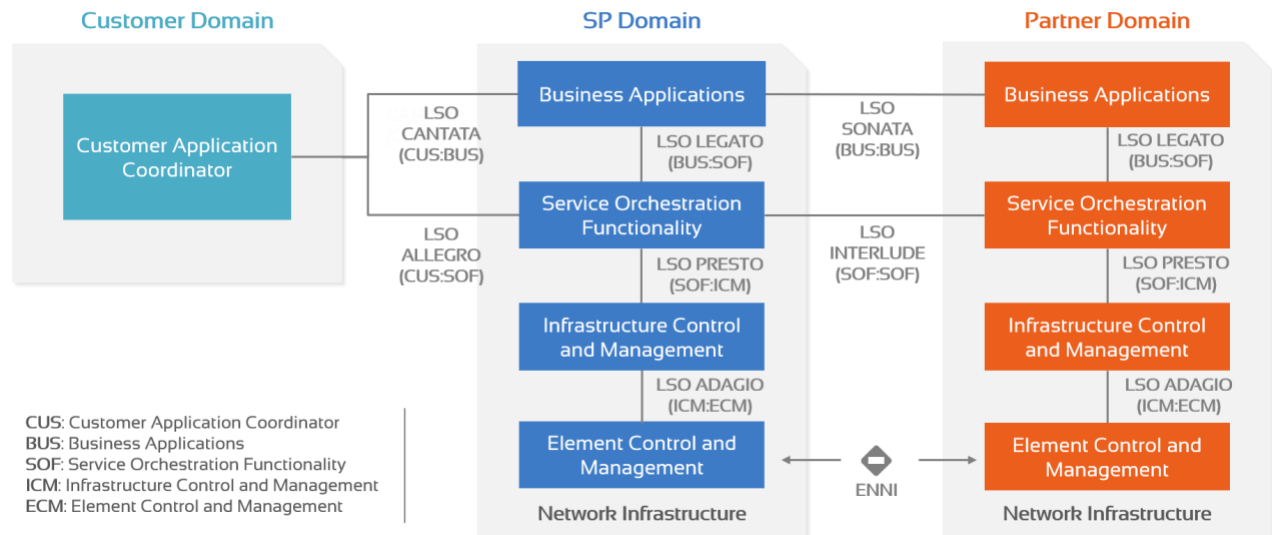 Customer Domain
SP Domain
Partner Domain
Customer Application
Coordinator
LSO
CANTATA
(CUS:BUS)
LSO
ALLEGRO
(CUS:SOF)
Business Applications
LSO LEGATO
(BUS:SOF)
Service Orchestration
Functionality
LSO PRESTO
(SOF:ICM)
Infrastructure Control
and Management
LSO ADAGIO
(ICM:ECM)
Element Control and
Management
Network Infrastructure
LSO
SONATA
(BUS:BUS)
LSO
INTERLUDE
(SOF:SOF)
ENNI
Business Applications
LSO LEGATO
(BUS:SOF)
Service Orchestration
Functionality
LSO PRESTO
(SOF:ICM)
Infrastructure Control
and Management
LSO ADAGIO
(ICM:ECM)
Element Control and
Management
Network Infrastructure
CUS: Customer Application Coordinator
BUS: Business Applications
SOF: Service Orchestration Functionality
ICM: Infrastructure Control and Management
ECM: Element Control and Management